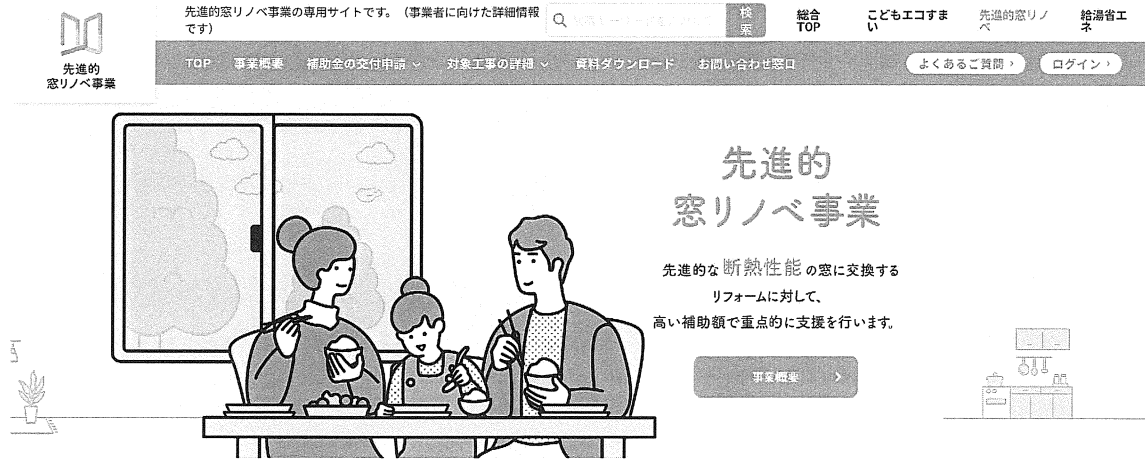 先進的
窓リノベ事業
先進的窓リノベ事業の専用サイトです。（事業者に向けた詳細情報
です）
検
索
総合
TOP
こどもエコすま
い
先進的窓リノ
ベ
給湯省エ
ネ
TOP 事業概要 補助金の交付申請 対象工事の詳細 資料ダウンロード お問い合わせ窓口 よくあるご質問 › ログイン ›
先進的
窓リノベ事業
先進的な断熱性能の窓に交換する
リフォームに対して、
高い補助額で重点的に支援を行います。
事業概要 ›